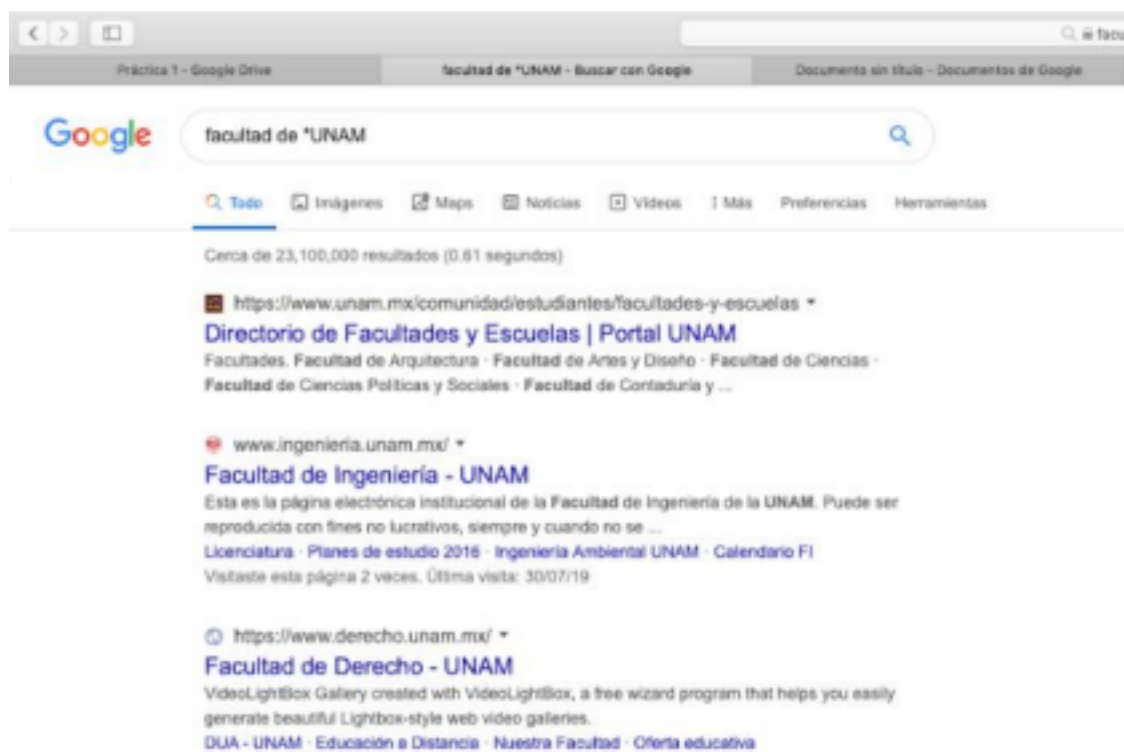 facu
Práctica 1 - Google Drive
facultad de *UNAM - Buscar con Google
Documento sin título - Documentos de Google
Google
facultad de *UNAM
Todo Imágenes Maps Noticias Vídeos Más Preferencias Herramientas
Cerca de 23,100,000 resultados (0.61 segundos)
https://www.unam.mx/comunidad/estudiantes/facultades-y-escuelas
Directorio de Facultades y Escuelas | Portal UNAM
Facultades. Facultad de Arquitectura · Facultad de Artes y Diseño · Facultad de Ciencias ·
Facultad de Ciencias Políticas y Sociales · Facultad de Contaduría y ...
www.ingenieria.unam.mx/
Facultad de Ingeniería - UNAM
Esta es la página electrónica institucional de la Facultad de Ingeniería de la UNAM. Puede ser
reproducida con fines no lucrativos, siempre y cuando no se ...
Licenciatura · Planes de estudio 2016 · Ingeniería Ambiental UNAM · Calendario FI
Visitaste esta página 2 veces. Última visita: 30/07/19
https://www.derecho.unam.mx/
Facultad de Derecho - UNAM
VideoLightBox Gallery created with VideoLightBox, a free wizard program that helps you easily
generate beautiful Lightbox-style web video galleries.
DUA - UNAM · Educación a Distancia · Nuestra Facultad · Oferta educativa